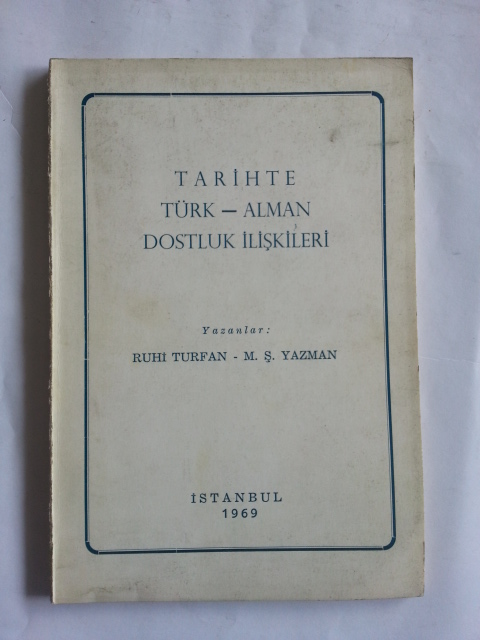 TARİHTE
TÜRK — ALMAN
DOSTLUK İLİŞKİLERİ
Yazanlar:
RUHİ TURFAN - M. Ş. YAZMAN
İSTANBUL
1969